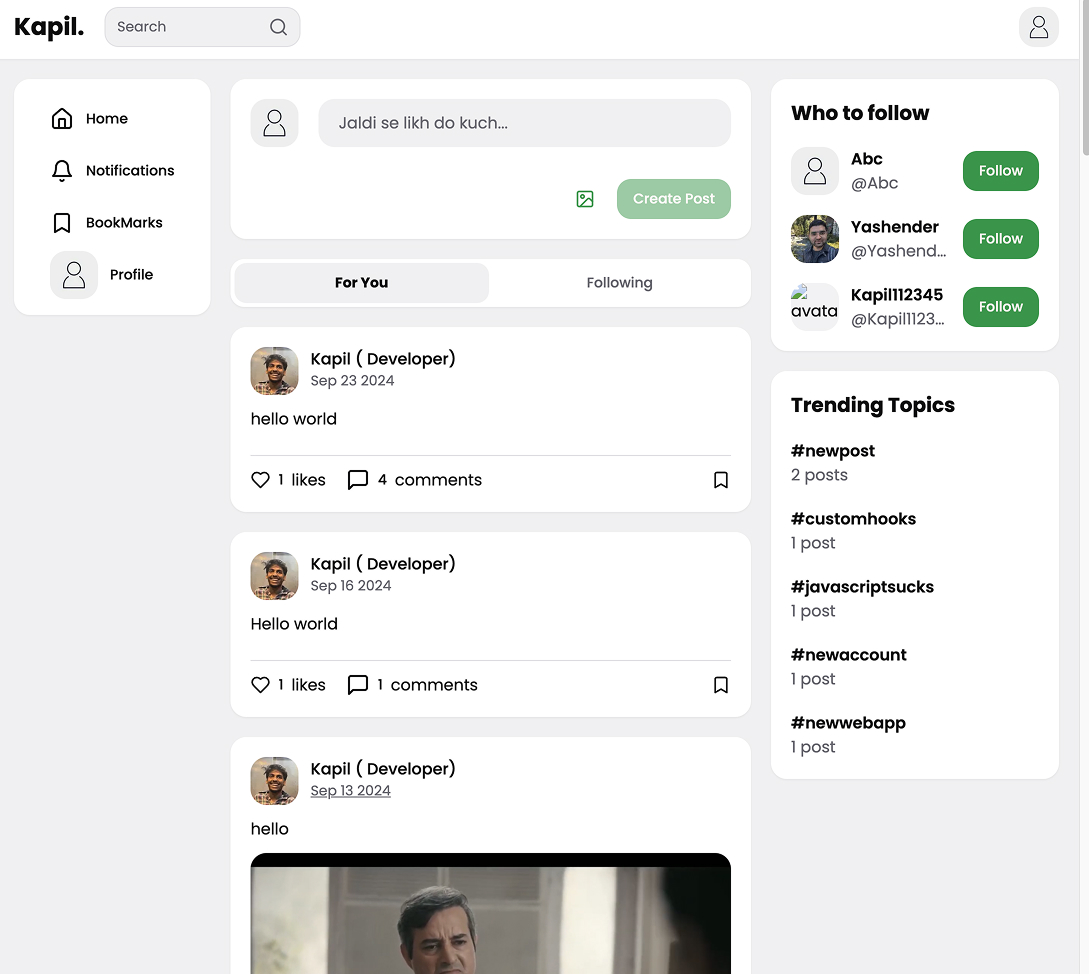 Kapil.
Search
Home
Notifications
BookMarks
Profile
Jaldi se likh do kuch...
Create Post
For You
Following
Kapil ( Developer)
Sep 23 2024
hello world
1 likes
4 comments
Kapil ( Developer)
Sep 16 2024
Hello world
1 likes
1 comments
Kapil ( Developer)
Sep 13 2024
hello
Who to follow
Abc
@Abc
Follow
Yashender
@Yashend...
Follow
avata
Kapil112345
@Kapil1123...
Follow
Trending Topics
#newpost
2 posts
#customhooks
1 post
#javascriptsucks
1 post
#newaccount
1 post
#newwebapp
1 post